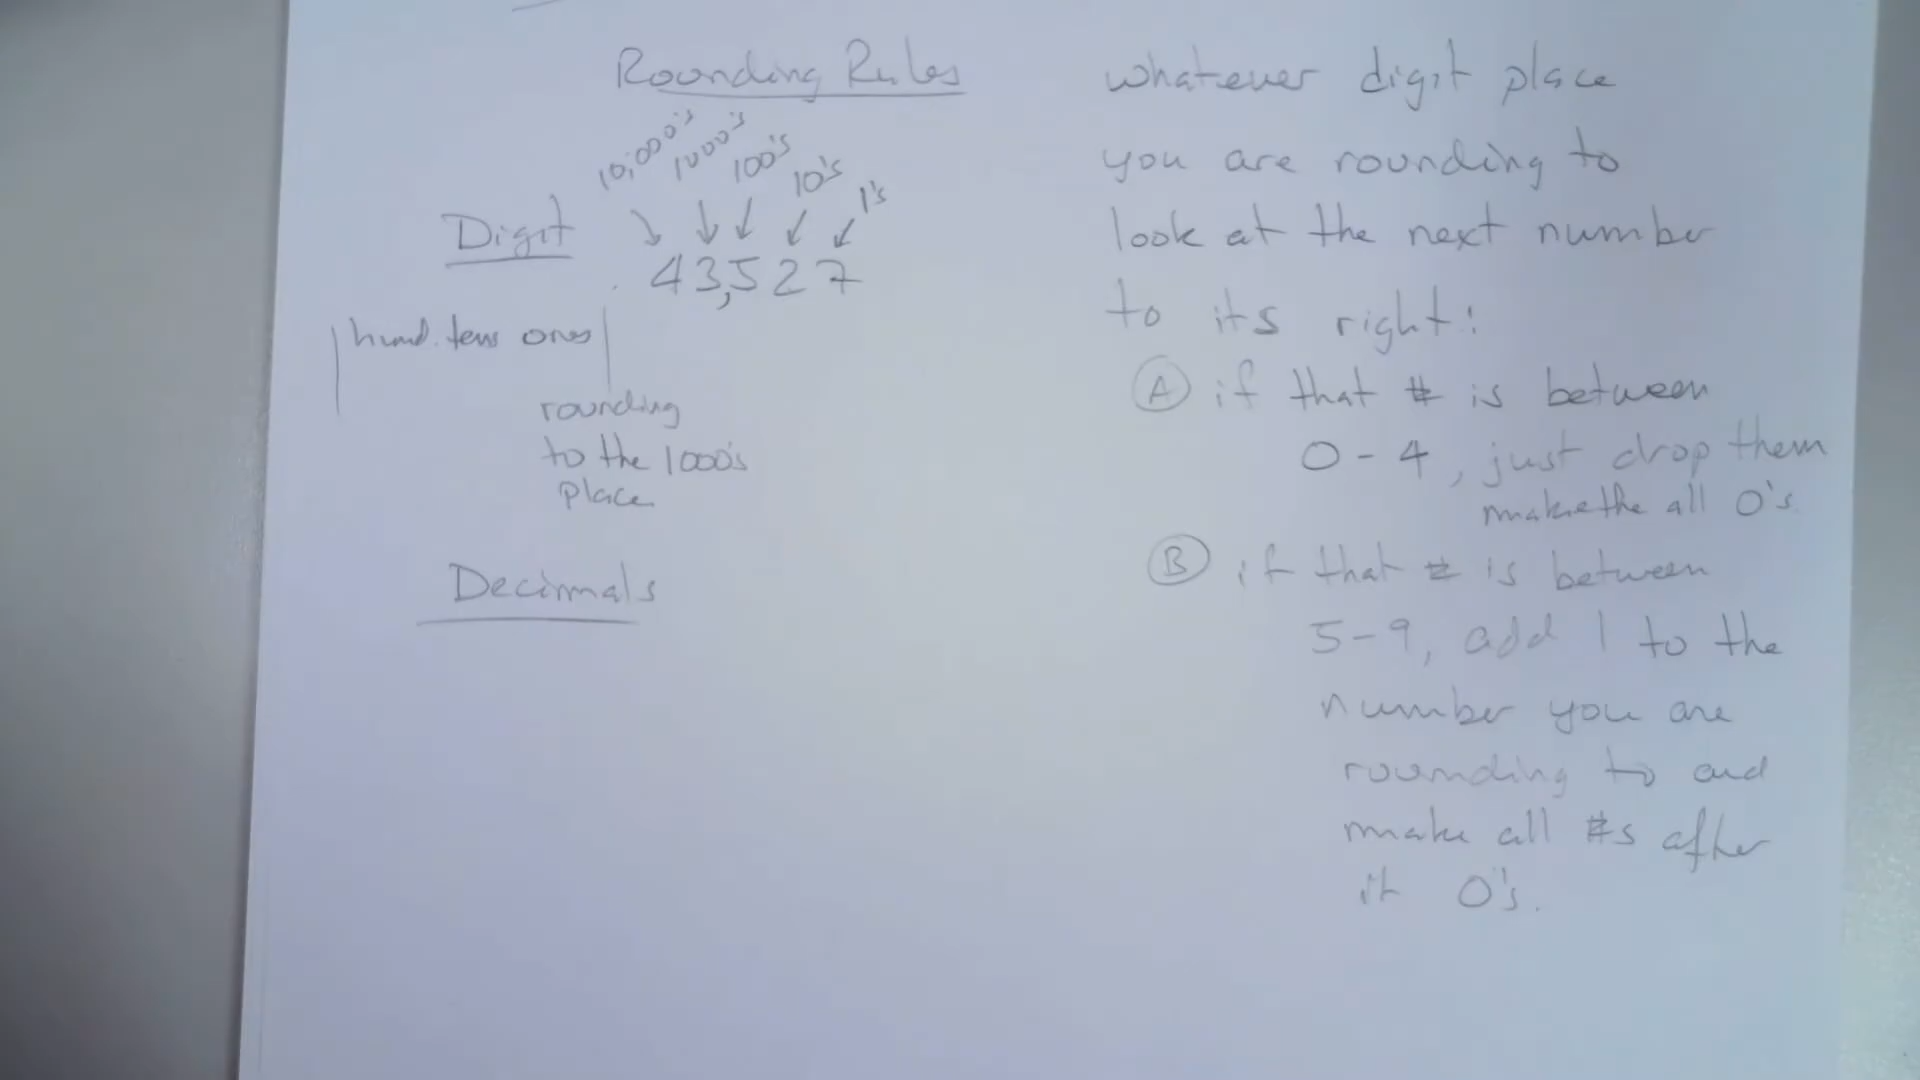 Rounding Rules
10,000's 1000's 100's 10's 1's
Digit
43,527
hund. tens ones
rounding
to the 1000's
place
Decimals
whatever digit place
you are rounding to
look at the next number
to its right:
A if that # is between
0-4, just drop them
make the all 0's
B if that # is between
5-9, add 1 to the
number you are
rounding to and
make all #s after
it 0's.